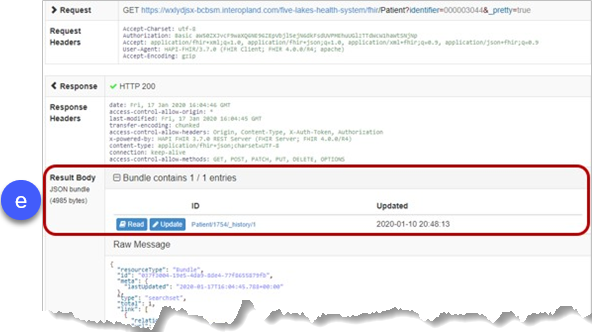 Request
GET https://wxlydjsx-bcbsm.interopland.com/five-lakes-health-system/fhir/Patient?identifier=000003044&_pretty=true
Request Headers
Accept-Charset: utf-8
Authorization: Basic
Accept: application/fhir+xml;q=1.0, application/fhir+json;q=1.0, application/xml+fhir;q=0.9, application/json+fhir;q=0.9
User-Agent: HAPI-FHIR/3.7.0 (FHIR Client; FHIR 4.0.0/R4; apache)
Accept-Encoding: gzip
Response
HTTP 200
Response Headers
date: Fri, 17 Jan 2020 16:04:46 GMT
access-control-allow-origin: *
last-modified: Fri, 17 Jan 2020 16:04:45 GMT
transfer-encoding: chunked
access-control-allow-headers: Origin, Content-Type, X-Auth-Token, Authorization
x-powered-by: HAPI FHIR 3.7.0 REST Server (FHIR Server; FHIR 4.0.0/R4)
content-type: application/fhir+json;charset=UTF-8
connection: keep-alive
access-control-allow-methods: GET, POST, PATCH, PUT, DELETE, OPTIONS
e
Result Body
JSON bundle
(4985 bytes)
Bundle contains 1 / 1 entries
ID Updated
Read Update Patient/1754/_history/1 2020-01-10 20:48:13
Raw Message
{
"resourceType": "Bundle",
"id":
"meta": {
"lastUpdated": "2020-01-17T16:04:45.788+00:00"
},
"type": "searchset",
"total": 1,
"link": [
{
"relation